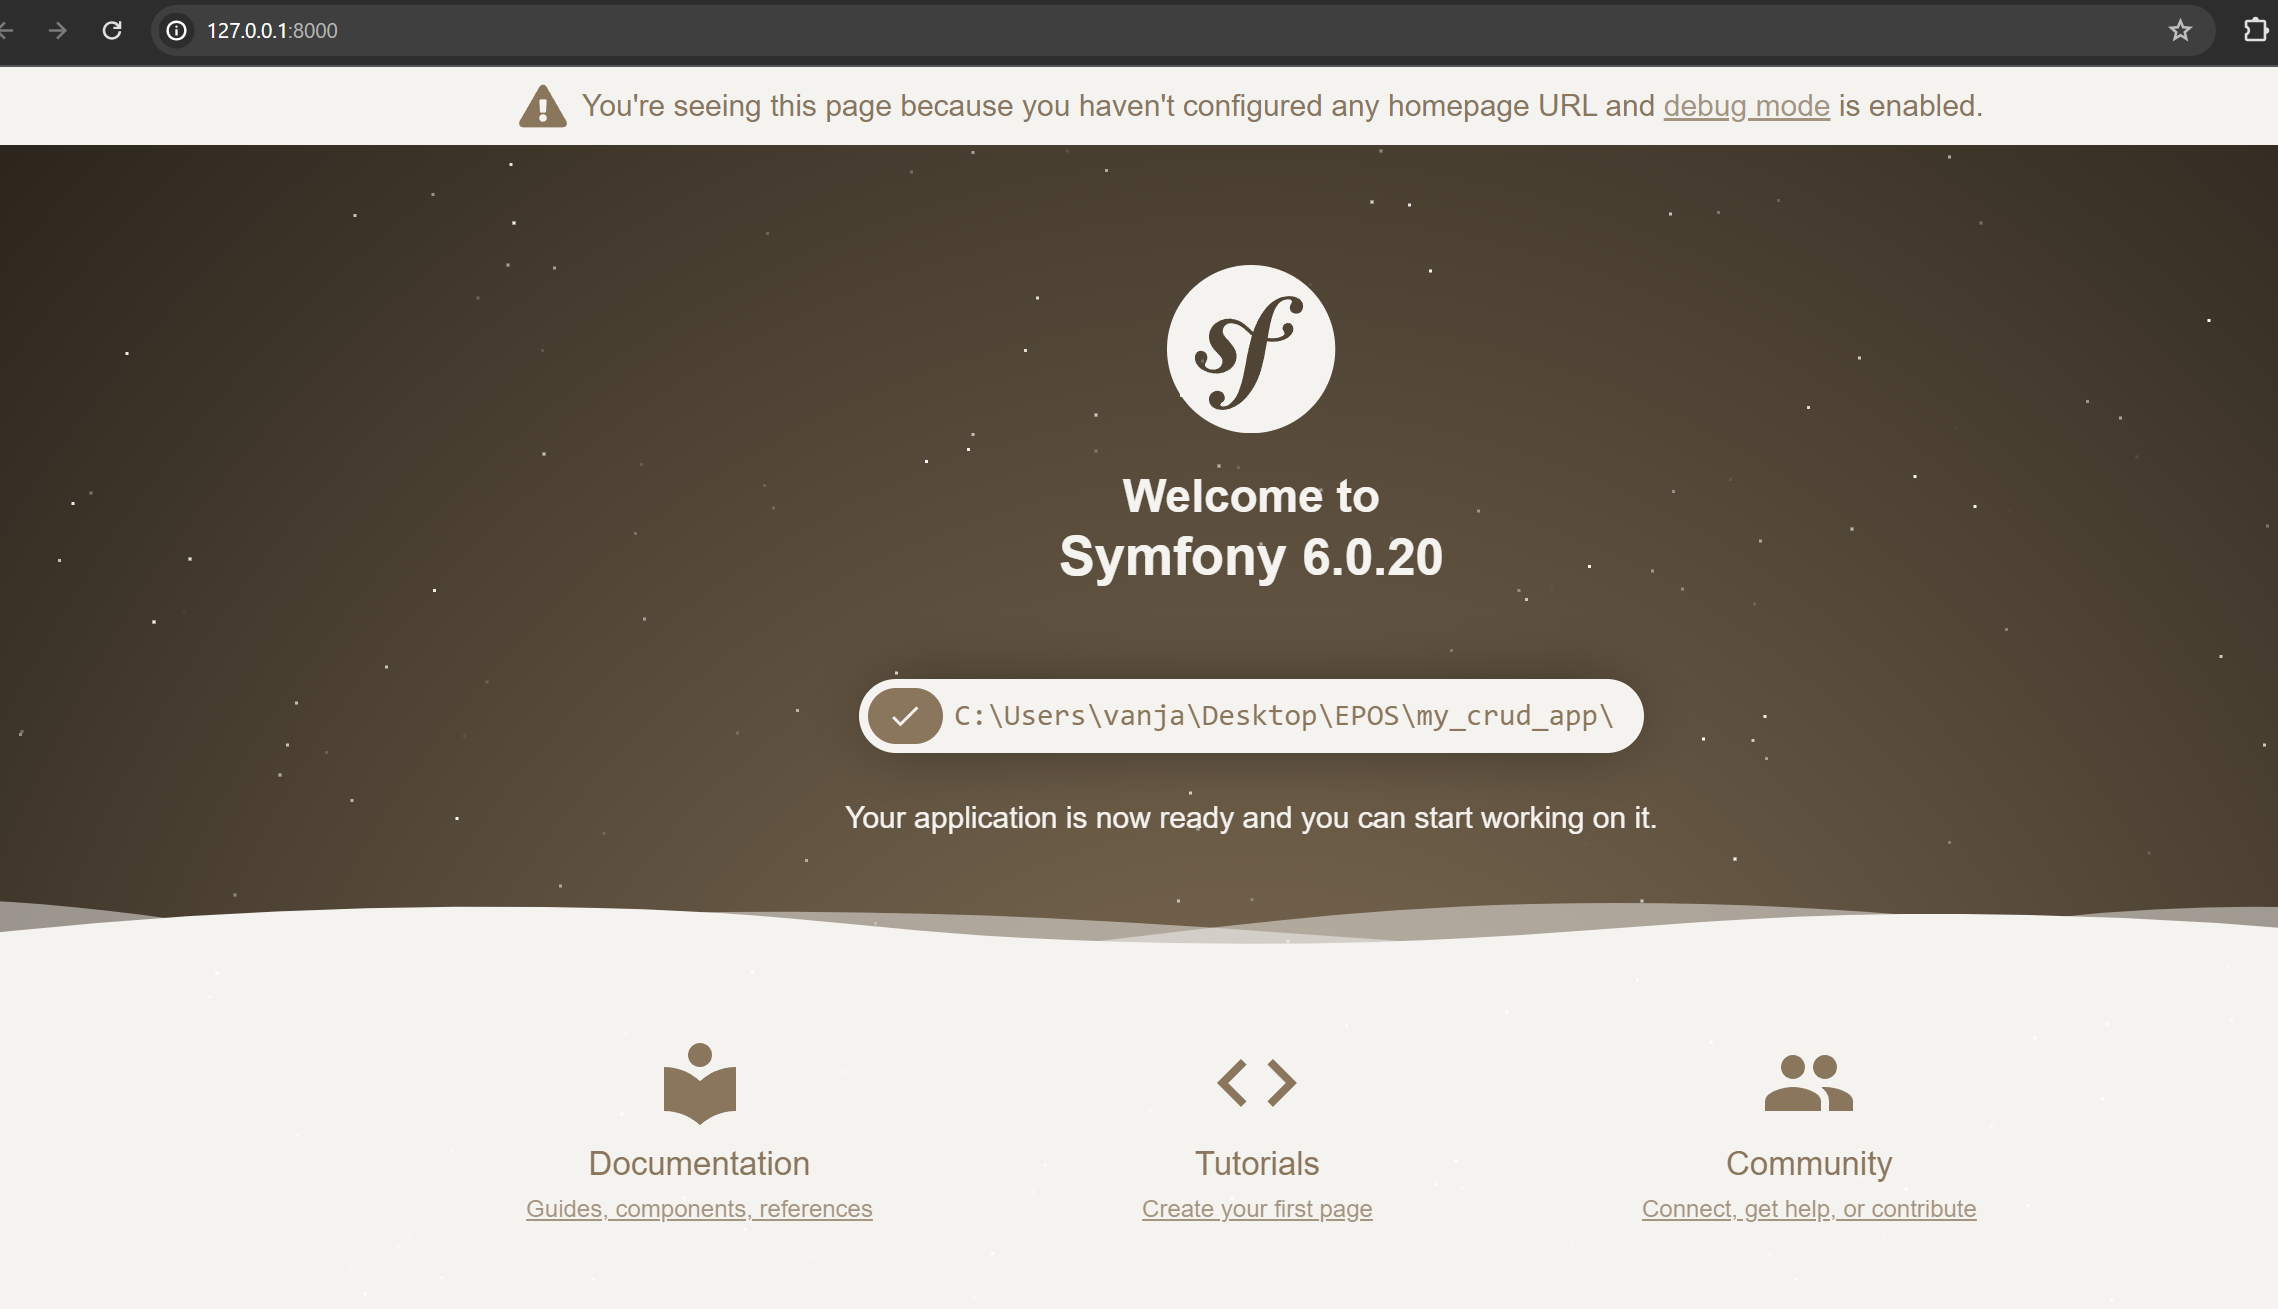 127.0.0.1:8000
You're seeing this page because you haven't configured any homepage URL and debug mode is enabled.
sf
Welcome to
Symfony 6.0.20
C:\Users\vanja\Desktop\EPOS\my_crud_app\
Your application is now ready and you can start working on it.
Documentation
Guides, components, references
Tutorials
Create your first page
Community
Connect, get help, or contribute